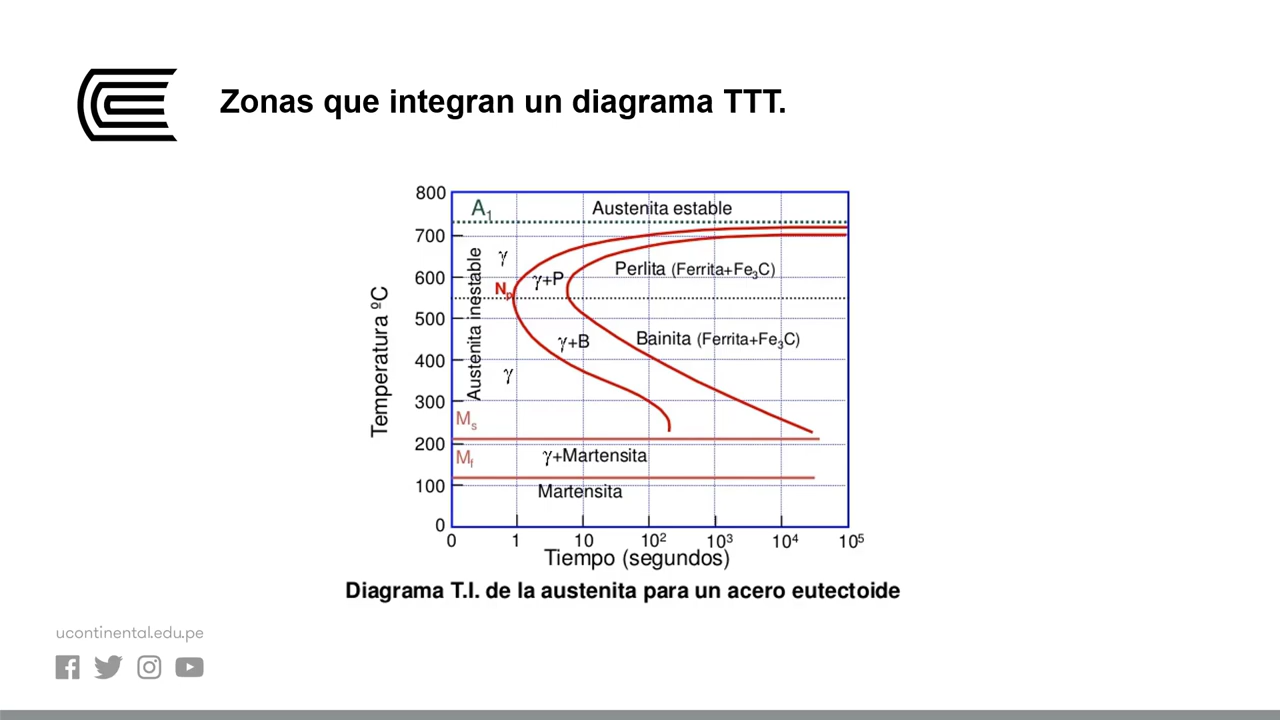 Zonas que integran un diagrama TTT.
800
A₁
Austenita estable
700
γ
Austenita inestable
Perlita (Ferrita+Fe₃C)
600
γ+P
Nₚ
500
γ+B
Bainita (Ferrita+Fe₃C)
400
γ
300
Mₛ
200
M_f
γ+Martensita
100
Martensita
0
Temperatura ºC
0 1 10 10² 10³ 10⁴ 10⁵
Tiempo (segundos)
Diagrama T.I. de la austenita para un acero eutectoide
ucontinental.edu.pe